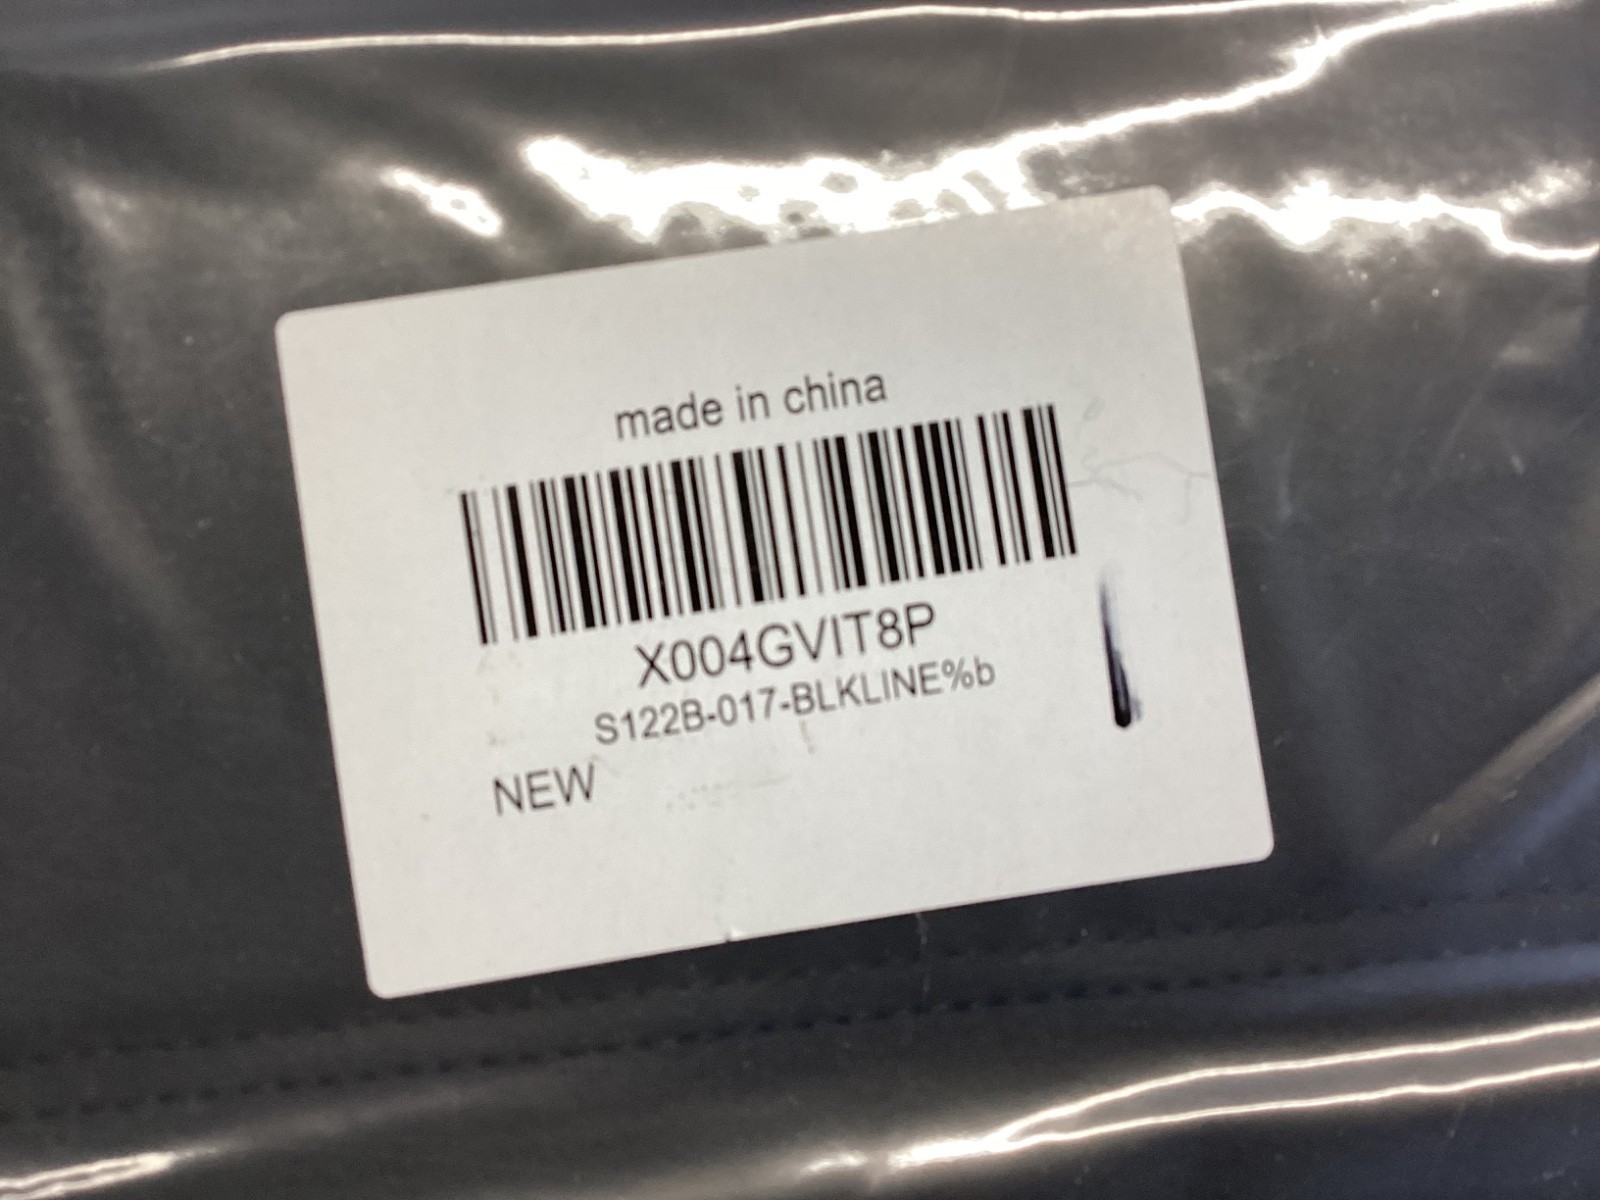 made in china
X004GVIT8P
S122B-017-BLKLINE%b
NEW